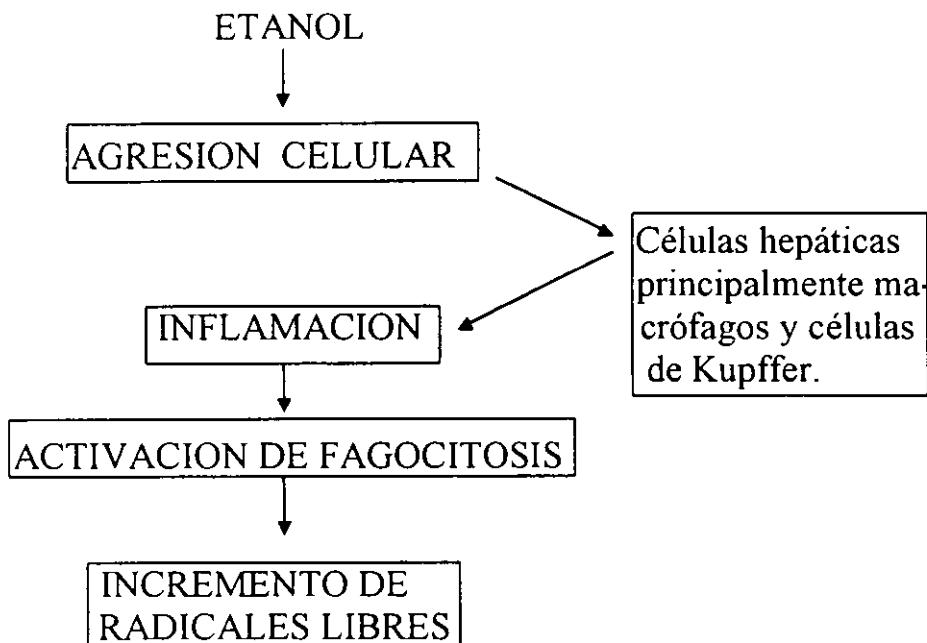 ETANOL
AGRESION CELULAR
Células hepáticas
principalmente ma-
crófagos y células
de Kupffer.
INFLAMACION
ACTIVACION DE FAGOCITOSIS
INCREMENTO DE
RADICALES LIBRES